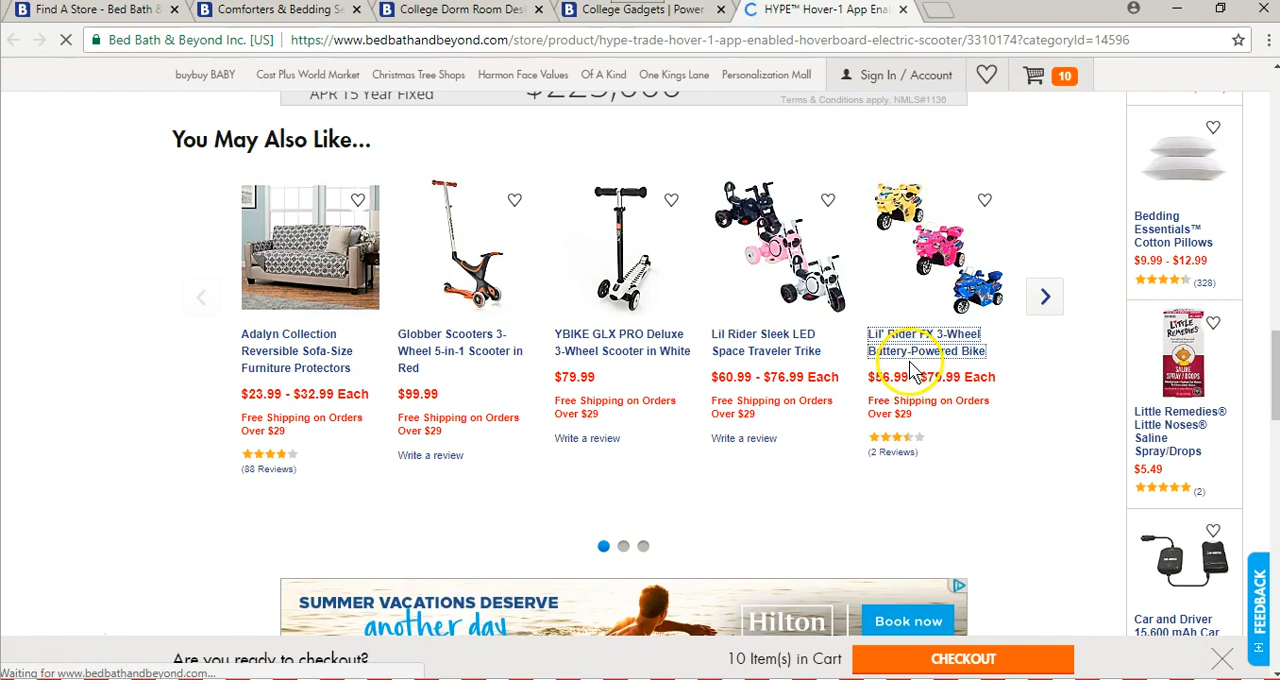 Find A Store - Bed Bath &
Comforters & Bedding Se
College Dorm Room Des
College Gadgets | Power
HYPE™ Hover-1 App Ena
Bed Bath & Beyond Inc. [US]
https://www.bedbathandbeyond.com/store/product/hype-trade-hover-1-app-enabled-hoverboard-electric-scooter/3310174?categoryId=14596
buybuy BABY
Cost Plus World Market
Christmas Tree Shops
Harmon Face Values
Of A Kind
One Kings Lane
Personalization Mall
Sign In / Account
10
APR 15 Year Fixed
$225,000
Terms & Conditions apply. NMLS#1136
You May Also Like...
Adalyn Collection
Reversible Sofa-Size
Furniture Protectors
$23.99 - $32.99 Each
Free Shipping on Orders
Over $29
(88 Reviews)
Globber Scooters 3-
Wheel 5-in-1 Scooter in
Red
$99.99
Free Shipping on Orders
Over $29
Write a review
YBIKE GLX PRO Deluxe
3-Wheel Scooter in White
$79.99
Free Shipping on Orders
Over $29
Write a review
Lil Rider Sleek LED
Space Traveler Trike
$60.99 - $76.99 Each
Free Shipping on Orders
Over $29
Write a review
Lil' Rider FX 3-Wheel
Battery-Powered Bike
$56.99 - $79.99 Each
Free Shipping on Orders
Over $29
(2 Reviews)
Bedding
Essentials™
Cotton Pillows
$9.99 - $12.99
(328)
LITTLE
REMEDIES
SALINE
SPRAY/DROPS
Little Remedies®
Little Noses®
Saline
Spray/Drops
$5.49
(2)
Car and Driver
15,600 mAh Car
FEEDBACK
SUMMER VACATIONS DESERVE
another day
Hilton
Book now
Are you ready to checkout?
10 Item(s) in Cart
CHECKOUT
Waiting for www.bedbathandbeyond.com...